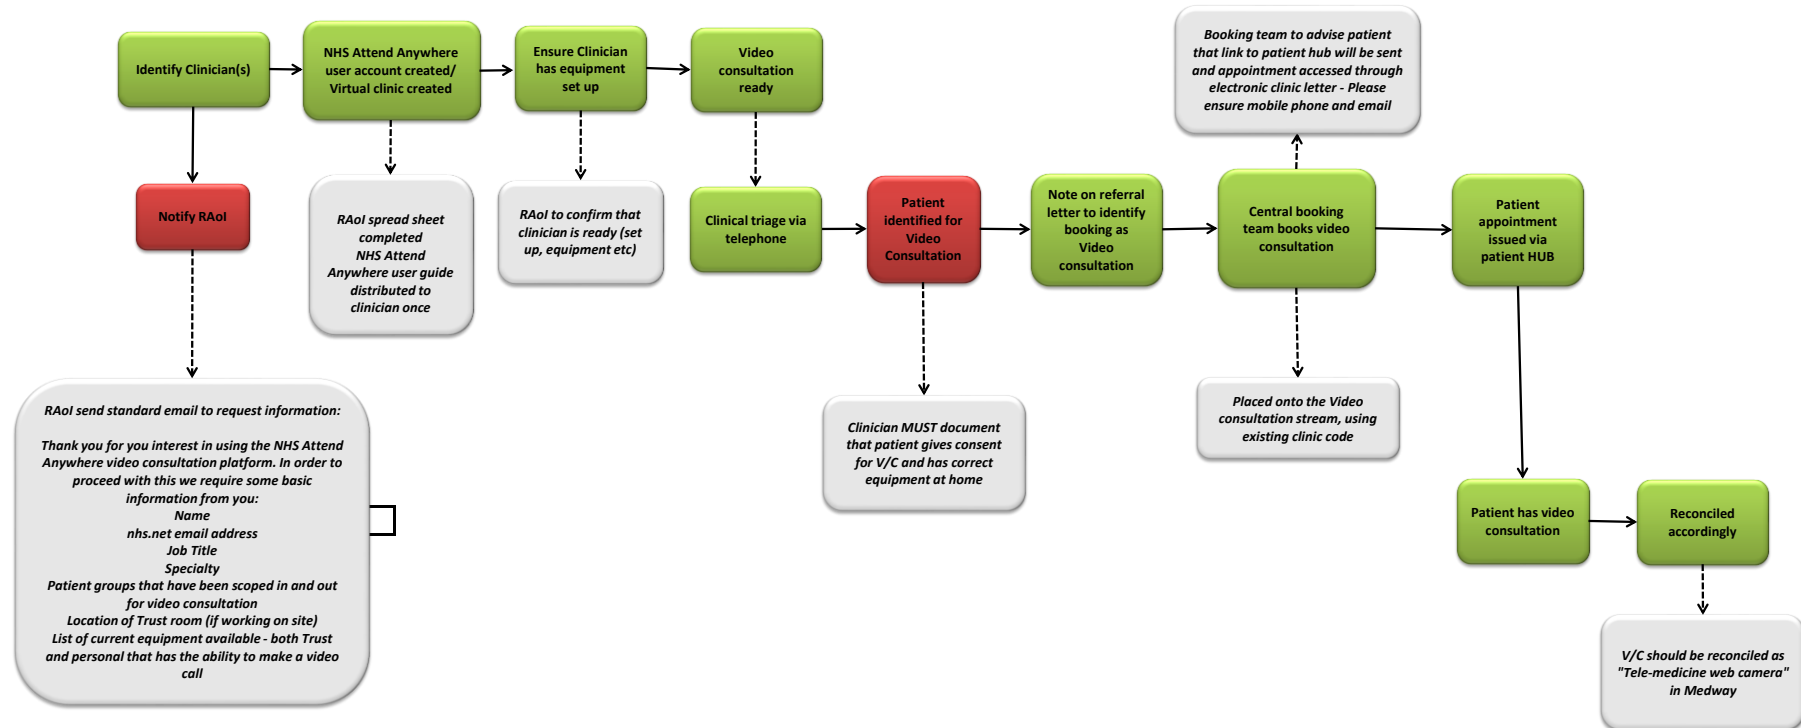 Identify Clinician(s)
NHS Attend Anywhere
user account created/
Virtual clinic created
Ensure Clinician
has equipment
set up
Video
consultation
ready
Booking team to advise patient
that link to patient hub will be sent
and appointment accessed through
electronic clinic letter - Please
ensure mobile phone and email
Notify RAoI
RAoI spread sheet
completed
NHS Attend
Anywhere user guide
distributed to
clinician once
RAoI to confirm that
clinician is ready (set
up, equipment etc)
Clinical triage via
telephone
Patient
identified for
Video
Consultation
Note on referral
letter to identify
booking as
Video
consultation
Central booking
team books video
consultation
Patient
appointment
issued via
patient HUB
RAoI send standard email to request information:
Thank you for you interest in using the NHS Attend
Anywhere video consultation platform. In order to
proceed with this we require some basic
information from you:
Name
nhs.net email address
Job Title
Specialty
Patient groups that have been scoped in and out
for video consultation
Location of Trust room (if working on site)
List of current equipment available - both Trust
and personal that has the ability to make a video
call
Clinician MUST document
that patient gives consent
for V/C and has correct
equipment at home
Placed onto the Video
consultation stream, using
existing clinic code
Patient has video
consultation
Reconciled
accordingly
V/C should be reconciled as
"Tele-medicine web camera"
in Medway